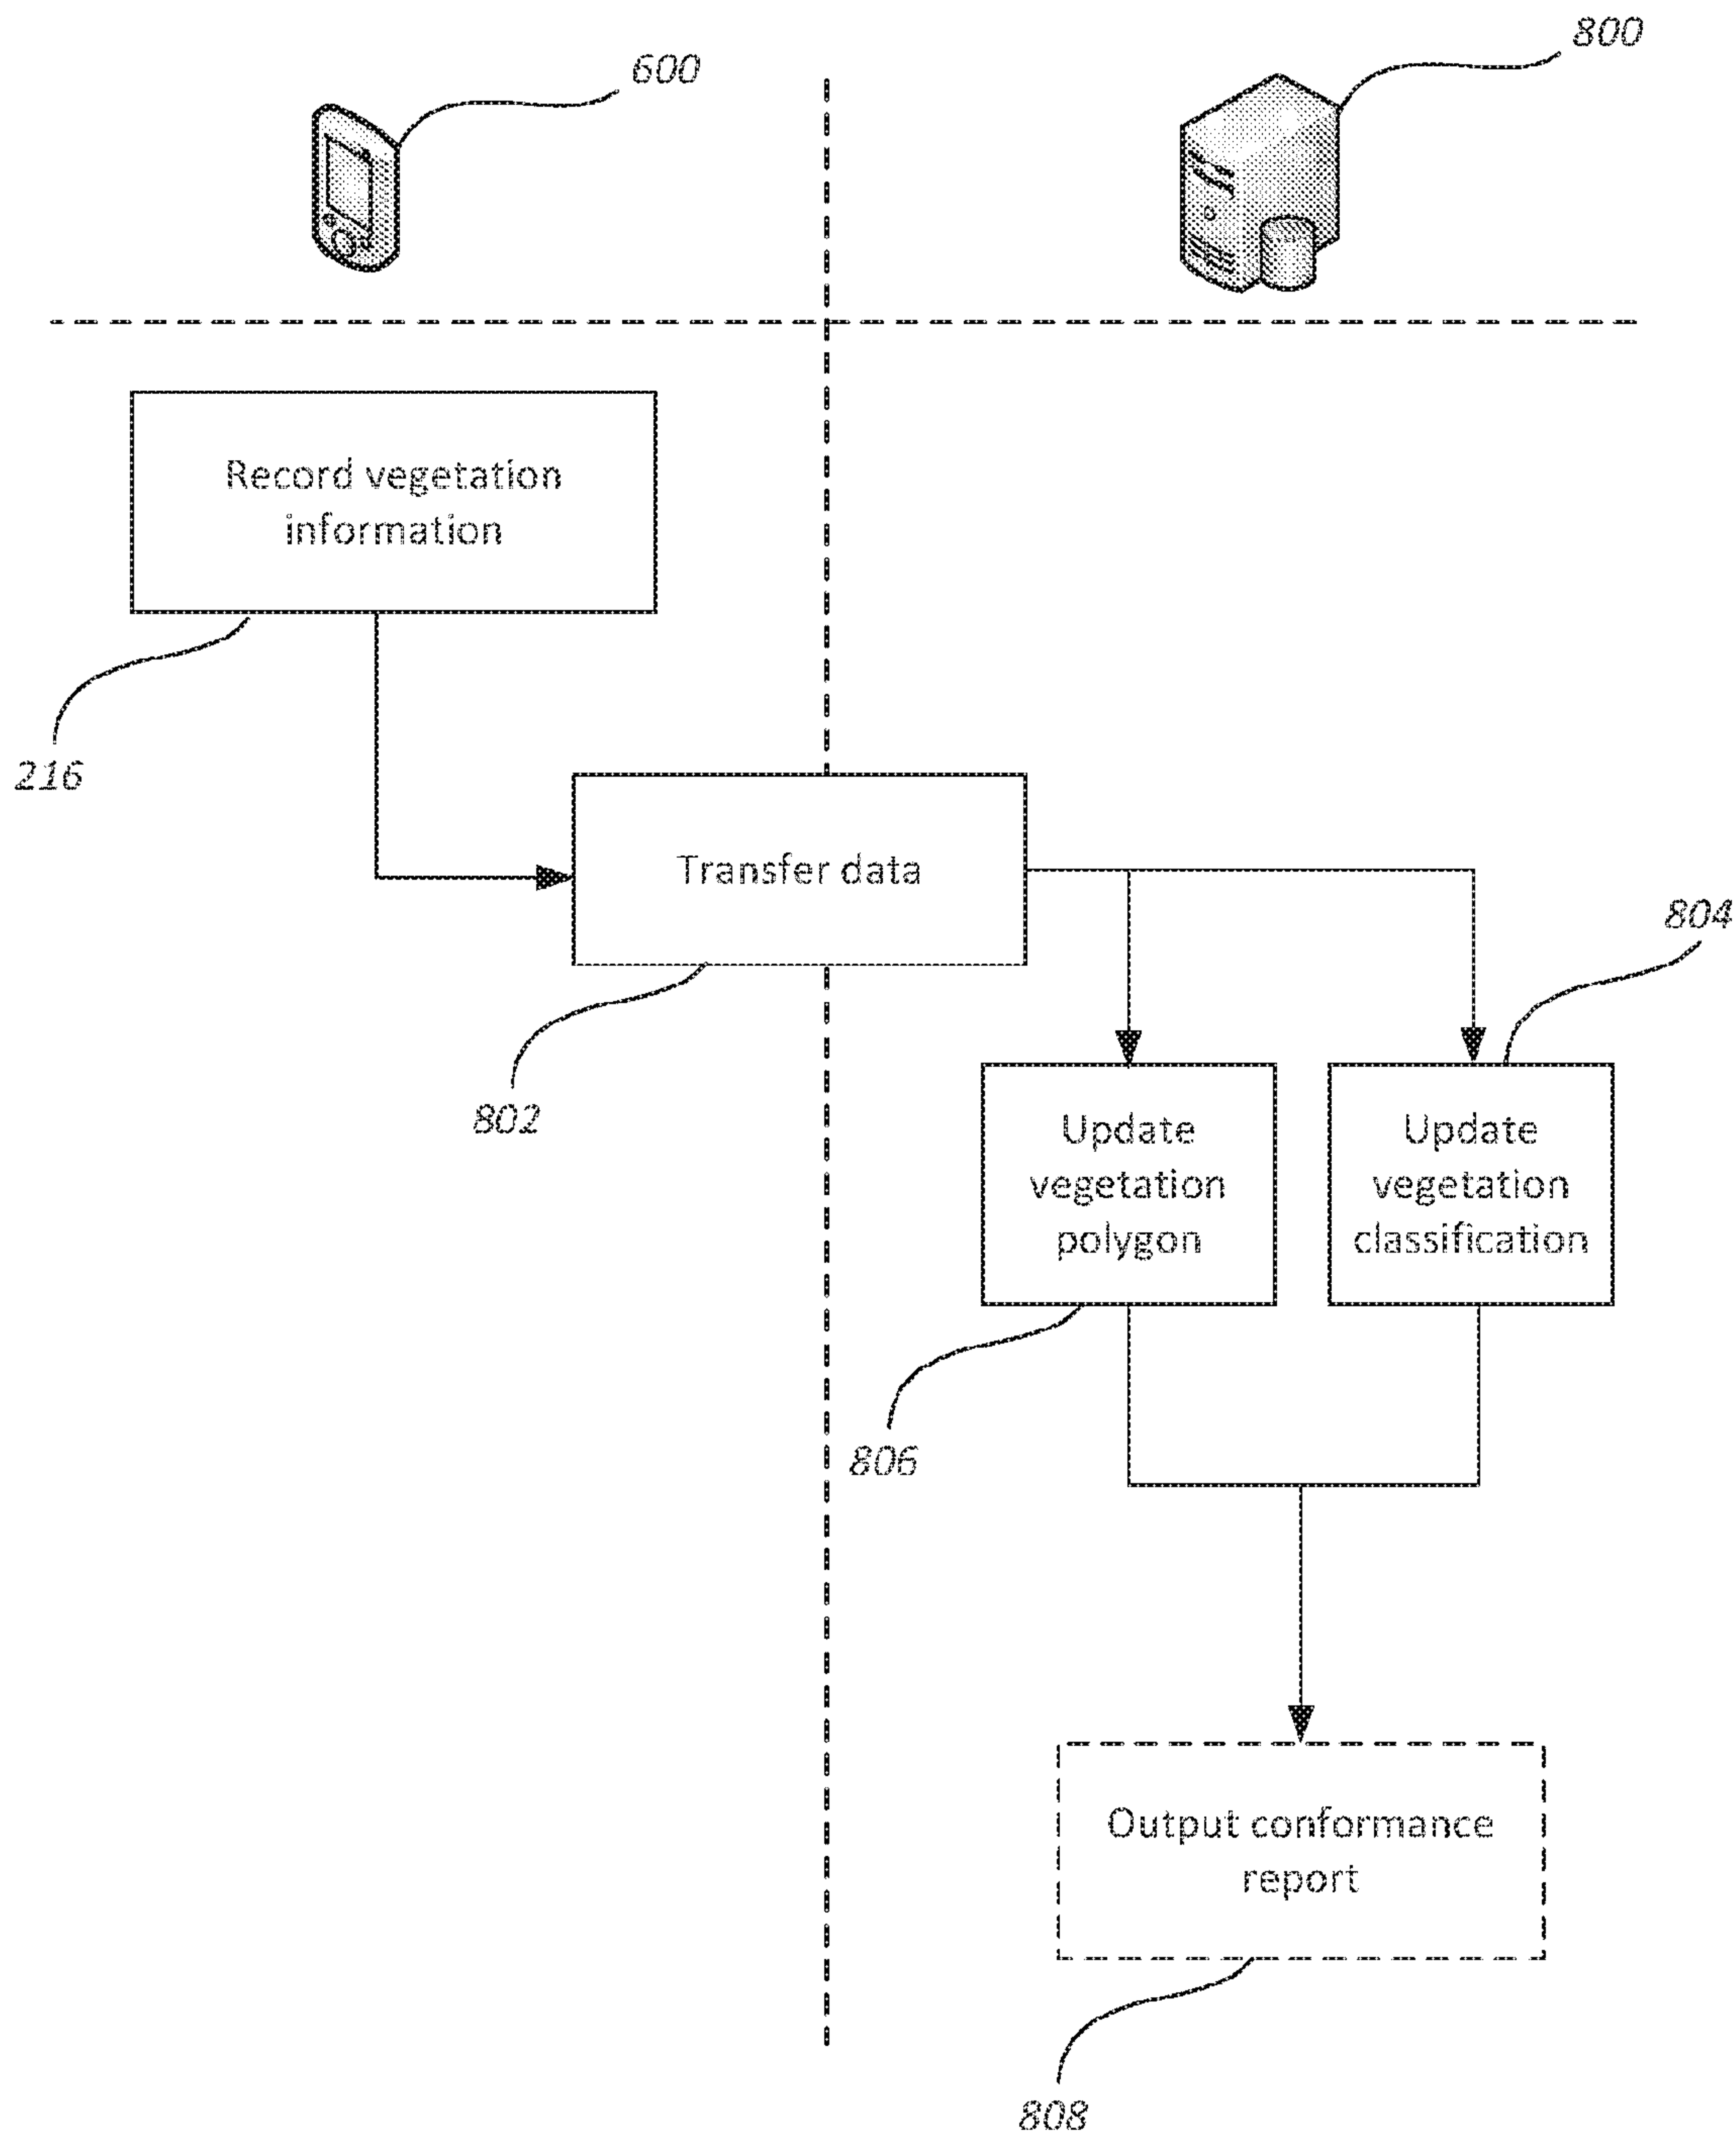 600
800
Record vegetation
information
216
Transfer data
802
804
Update
vegetation
polygon
Update
vegetation
classification
806
Output conformance
report
808